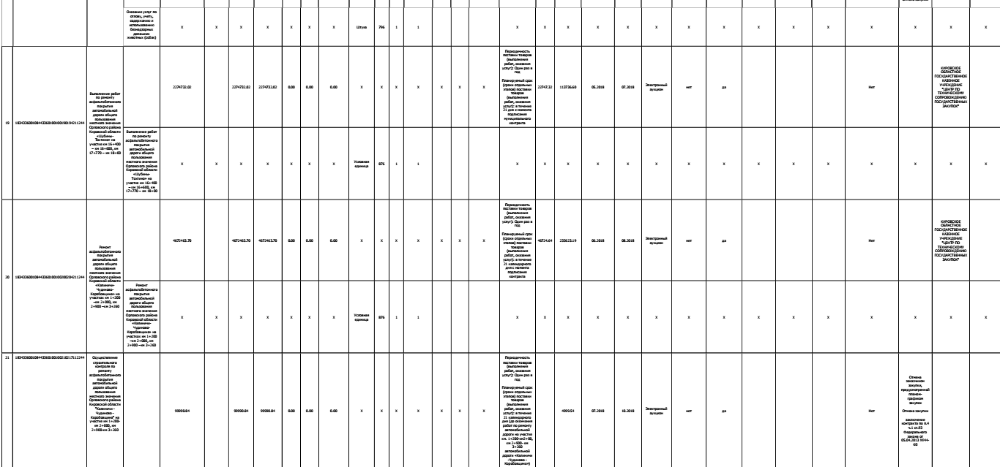 Оказание услуг по
отлову, учету,
содержанию и
использованию
безнадзорных
домашних
животных (собак)
X X X X X X X Штука 796 1 1 X X X X X X X X X X X X X X X
19
Выполнение работ
по ремонту
асфальтобетонного
покрытия
автомобильной
дороги общего
пользования
местного значения
Орловского района
Кировской области
«Шубины-
Тохтино» на
участке км 16+400
– км 16+600, км
17+770 – км 18+00
2274732.02 2274732.02 2274732.02 0.00 0.00 0.00 X X X X X X X
Периодичность
поставки товаров
(выполнения
работ, оказания
услуг): Один раз в
год
Планируемый срок
(сроки отдельных
этапов) поставки
товаров
(выполнения
работ, оказания
услуг): в течение
21 дня с момента
подписания
муниципального
контракта
22747.32 113736.60 05.2018 07.2018
Электронный
аукцион
нет да Нет
КИРОВСКОЕ
ОБЛАСТНОЕ
ГОСУДАРСТВЕННОЕ
КАЗЕННОЕ
УЧРЕЖДЕНИЕ
"ЦЕНТР ПО
ТЕХНИЧЕСКОМУ
СОПРОВОЖДЕНИЮ
ГОСУДАРСТВЕННЫХ
ЗАКУПОК"
Выполнение работ
по ремонту
асфальтобетонного
покрытия
автомобильной
дороги общего
пользования
местного значения
Орловского района
Кировской области
«Шубины-
Тохтино» на
участке км 16+400
– км 16+600, км
17+770 – км 18+00
X X X X X X X
Условная
единица
876 1 1 X X X X X X X X X X X X X X X
20
Ремонт
асфальтобетонного
покрытия
автомобильной
дороги общего
пользования
местного значения
Орловского района
Кировской области
«Калиничи-
Чудиново-
Коробовщина» на
участках км 1+200
–км 2+000, км
2+900 –км 3+260
4672463.70 4672463.70 4672463.70 0.00 0.00 0.00 X X X X X X X
Периодичность
поставки товаров
(выполнения
работ, оказания
услуг): Один раз в
год
Планируемый срок
(сроки отдельных
этапов) поставки
товаров
(выполнения
работ, оказания
услуг): в течение
21 календарного
дня с момента
подписания
контракта
46724.64 233623.19 06.2018 08.2018
Электронный
аукцион
нет да Нет
КИРОВСКОЕ
ОБЛАСТНОЕ
ГОСУДАРСТВЕННОЕ
КАЗЕННОЕ
УЧРЕЖДЕНИЕ
"ЦЕНТР ПО
ТЕХНИЧЕСКОМУ
СОПРОВОЖДЕНИЮ
ГОСУДАРСТВЕННЫХ
ЗАКУПОК"
Ремонт
асфальтобетонного
покрытия
автомобильной
дороги общего
пользования
местного значения
Орловского района
Кировской области
«Калиничи-
Чудиново-
Коробовщина» на
участках км 1+200
–км 2+000, км
2+900 –км 3+260
X X X X X X X
Условная
единица
876 1 1 X X X X X X X X X X X X X X X
21
Осуществление
строительного
контроля по
ремонту
асфальтобетонного
покрытия
автомобильной
дороги общего
пользования
местного значения
Орловского района
Кировской области
"Калиничи -
Чудиново -
Коробовщина" на
участке км 1+200-
км 2+000, км
2+900-км 3+260
99990.84 99990.84 99990.84 0.00 0.00 0.00 X X X X X X X
Периодичность
поставки товаров
(выполнения
работ, оказания
услуг): Один раз в
год
Планируемый срок
(сроки отдельных
этапов) поставки
товаров
(выполнения
работ, оказания
услуг): в течение
21 календарного
дня (до окончания
работ по ремонту
автомобильной
дороги на участке
км. 1+200-км2+00,
км 2+900- км
3+260
автомобильной
дороги «Калиничи
-Чудиново -
Коробовщина»)
4999.54 07.2018 10.2018
Электронный
аукцион
нет да Нет
Отмена
заказчиком
закупки,
предусмотренной
планом-
графиком
закупок
Отмена закупки
заключение
контракта по п.4
ч.1 ст.93
Федерального
закона от
05.04.2013 №44-
ФЗ